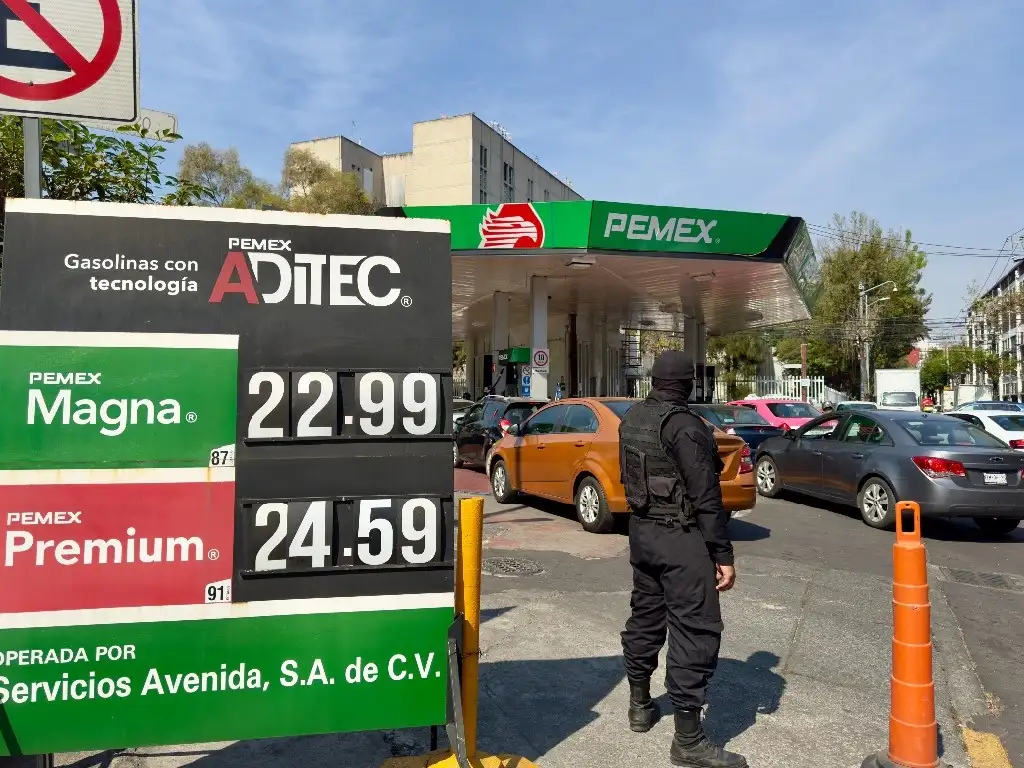 Gasolinas con
tecnología
PEMEX
ADITEC®
PEMEX
Magna®
87
22.99
PEMEX
Premium®
91
24.59
OPERADA POR
Servicios Avenida, S.A. de C.V.
PEMEX®
10